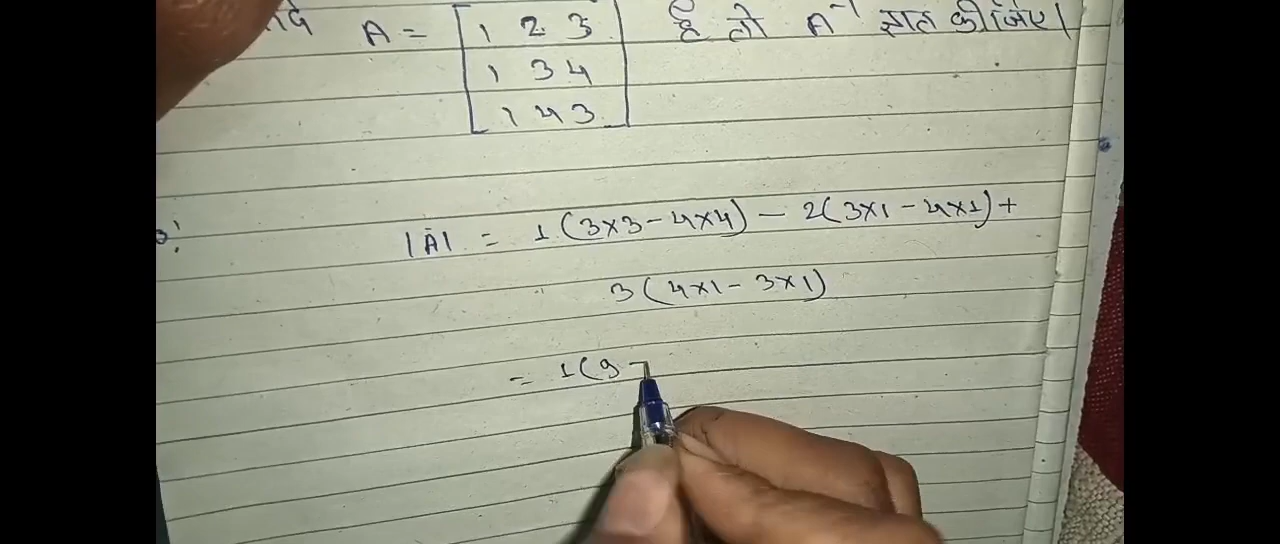 A = [1 2 3 है तो A⁻¹ ज्ञात कीजिए।
1 3 4
1 4 3]
|A| = 1(3×3-4×4) - 2(3×1-4×1)+
3(4×1-3×1)
= 1(9 -